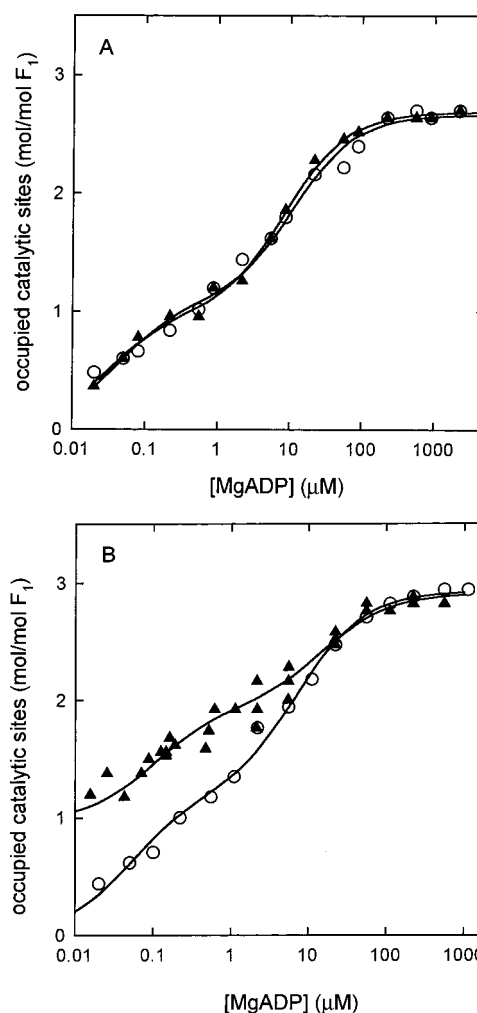 A
occupied catalytic sites (mol/mol F₁)
3
2
1
0
0.01 0.1 1 10 100 1000
[MgADP] (μM)
B
occupied catalytic sites (mol/mol F₁)
3
2
1
0
0.01 0.1 1 10 100 1000
[MgADP] (μM)